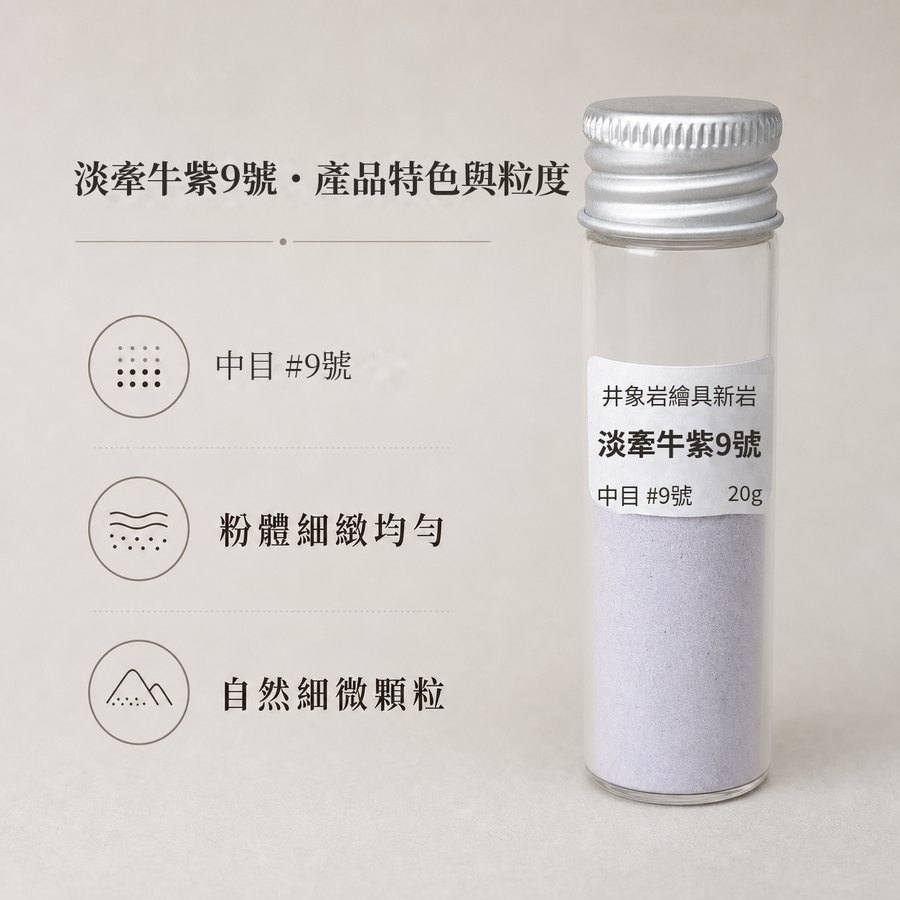 淡牽牛紫9號・產品特色與粒度
中目 #9號
粉體細緻均勻
自然細微顆粒
井象岩繪具新岩
淡牽牛紫9號
中目 #9號 20g